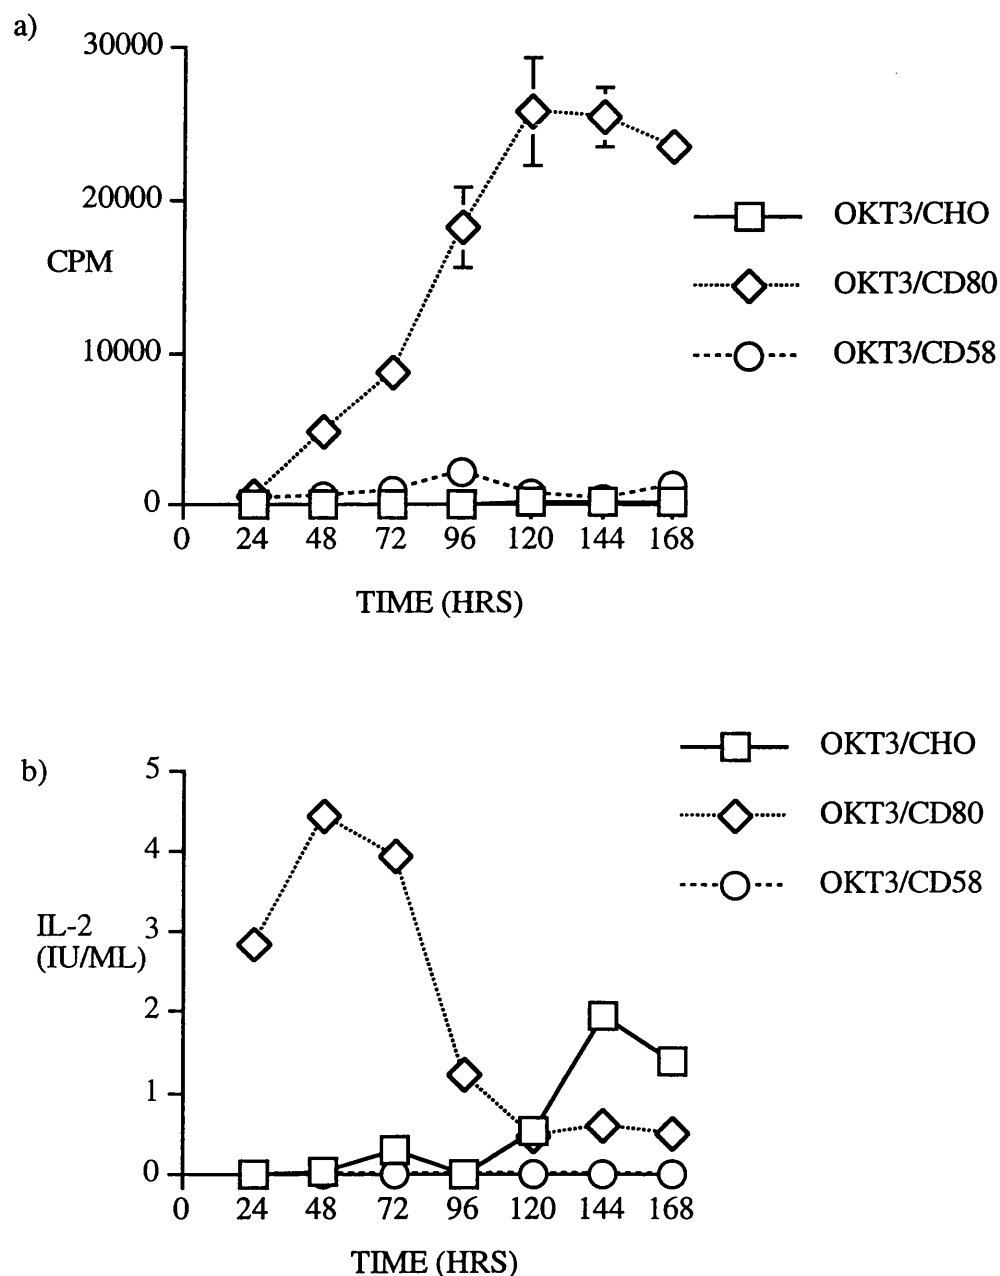 a)
30000
20000
CPM
10000
0
0 24 48 72 96 120 144 168
TIME (HRS)
OKT3/CHO
OKT3/CD80
OKT3/CD58
b)
5
4
3
IL-2
(IU/ML)
2
1
0
0 24 48 72 96 120 144 168
TIME (HRS)
OKT3/CHO
OKT3/CD80
OKT3/CD58